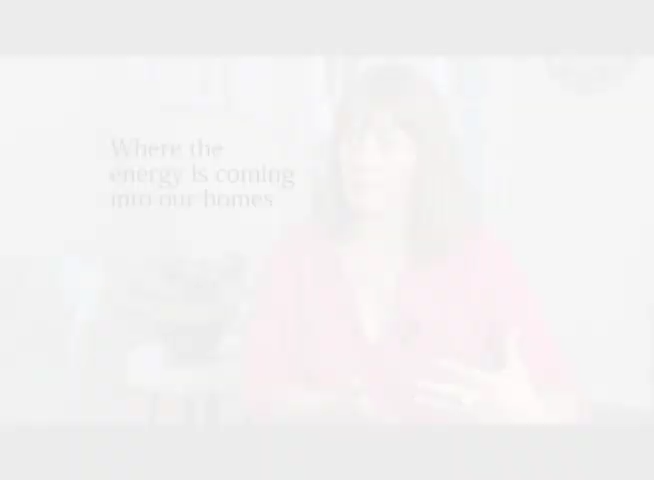 Where the
energy is coming
into our homes